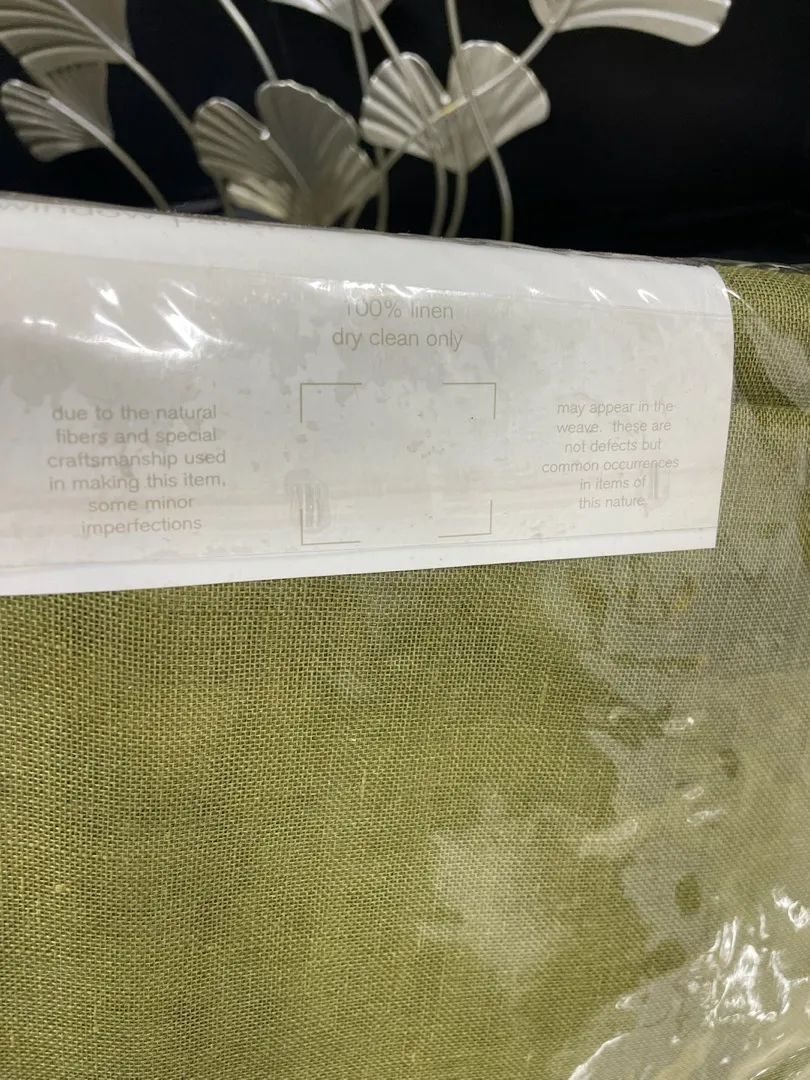 100% linen
dry clean only
due to the natural
fibers and special
craftsmanship used
in making this item,
some minor
imperfections
may appear in the
weave. these are
not defects but
common occurrences
in items of
this nature